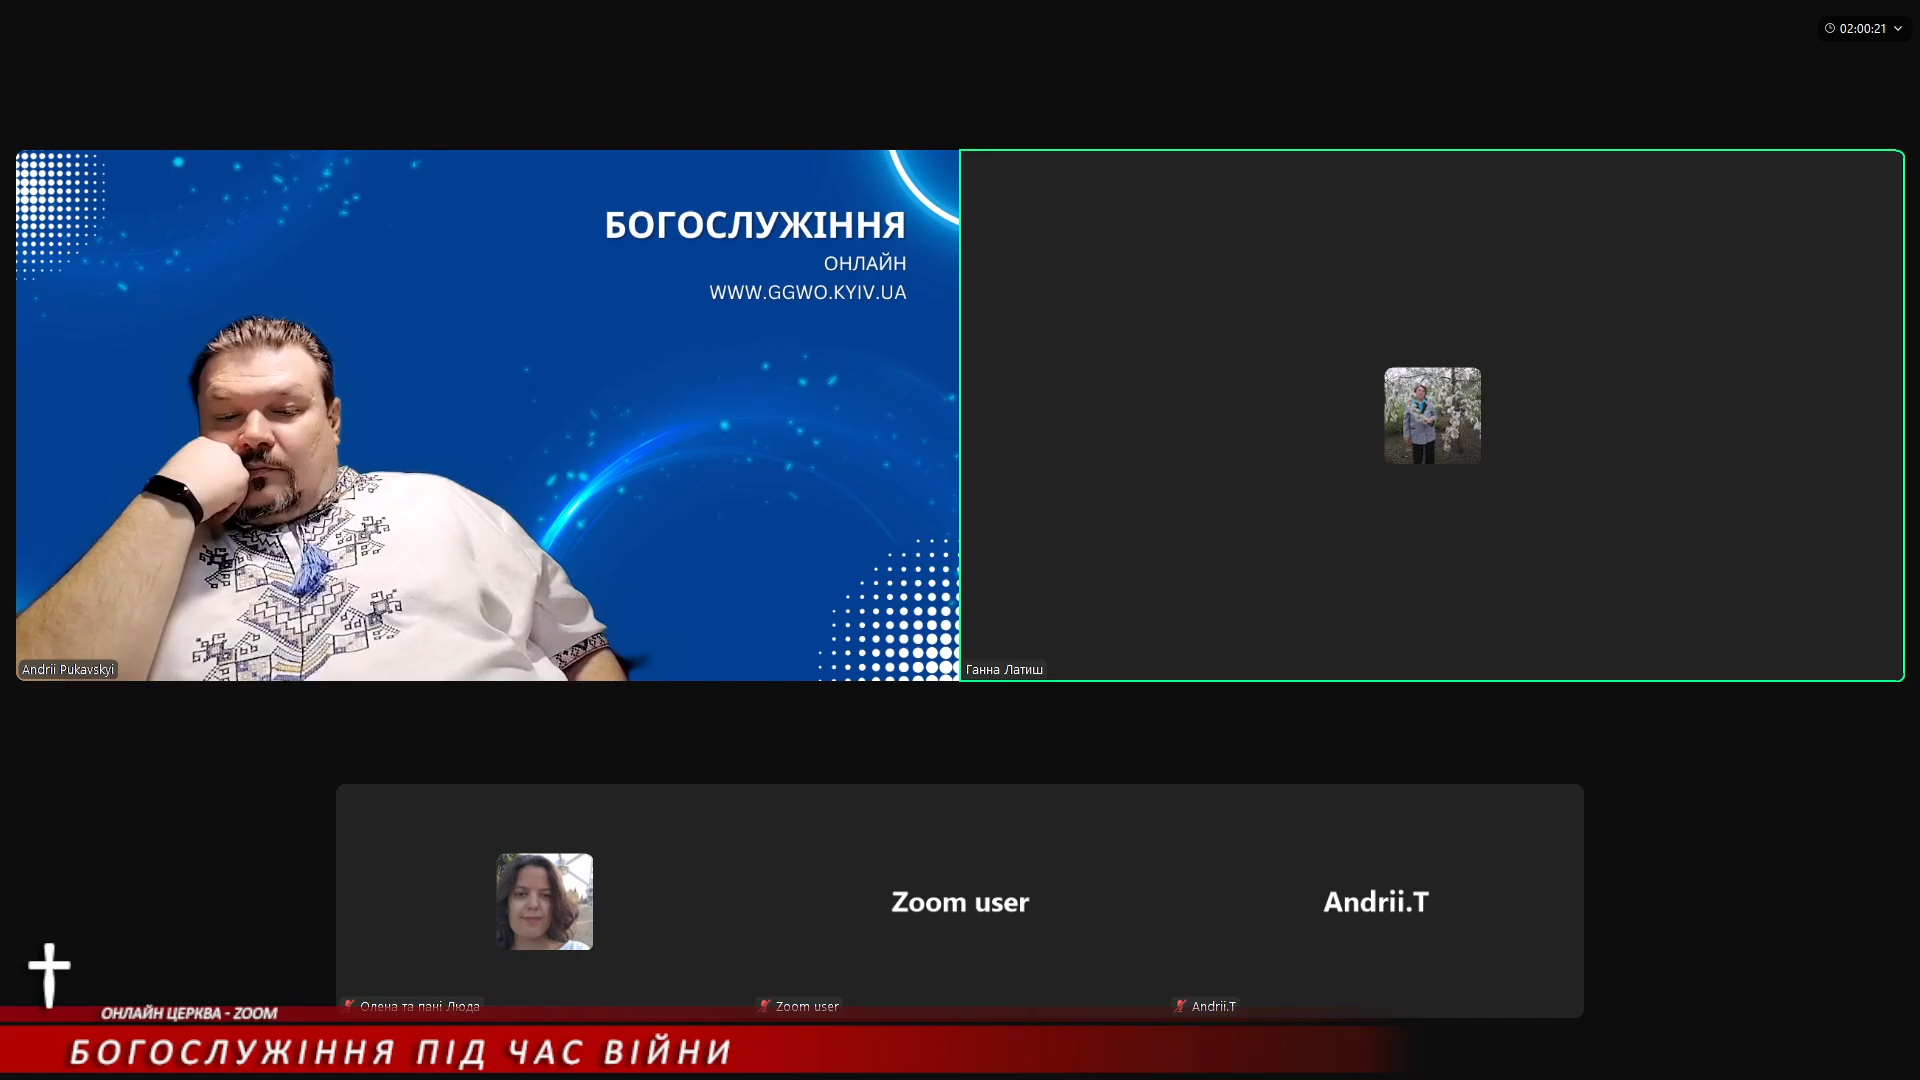 02:00:21
БОГОСЛУЖІННЯ
ОНЛАЙН
WWW.GGWO.KYIV.UA
Andrii Pukavskyi
Ганна Латиш
Zoom user
Andrii.T
Олена та пані Люда
Zoom user
Andrii.T
ОНЛАЙН ЦЕРКВА - ZOOM
БОГОСЛУЖІННЯ ПІД ЧАС ВІЙНИ